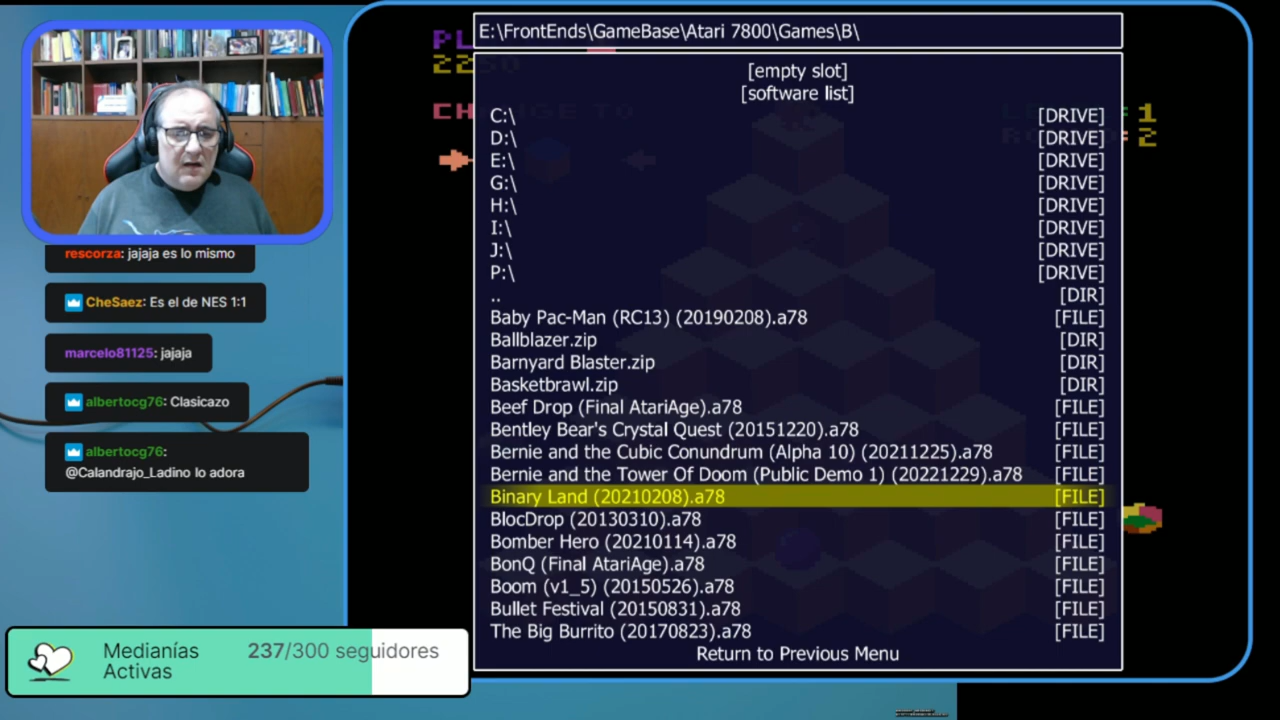 E:\FrontEnds\GameBase\Atari 7800\Games\B\
[empty slot]
[software list]
C:\ [DRIVE]
D:\ [DRIVE]
E:\ [DRIVE]
G:\ [DRIVE]
H:\ [DRIVE]
I:\ [DRIVE]
J:\ [DRIVE]
P:\ [DRIVE]
.. [DIR]
Baby Pac-Man (RC13) (20190208).a78 [FILE]
Ballblazer.zip [DIR]
Barnyard Blaster.zip [DIR]
Basketbrawl.zip [DIR]
Beef Drop (Final AtariAge).a78 [FILE]
Bentley Bear's Crystal Quest (20151220).a78 [FILE]
Bernie and the Cubic Conundrum (Alpha 10) (20211225).a78 [FILE]
Bernie and the Tower Of Doom (Public Demo 1) (20221229).a78 [FILE]
Binary Land (20210208).a78 [FILE]
BlocDrop (20130310).a78 [FILE]
Bomber Hero (20210114).a78 [FILE]
BonQ (Final AtariAge).a78 [FILE]
Boom (v1_5) (20150526).a78 [FILE]
Bullet Festival (20150831).a78 [FILE]
The Big Burrito (20170823).a78 [FILE]
Return to Previous Menu
PL
2250
CHANGE TO
1
2
rescorza: jajaja es lo mismo
CheSaez: Es el de NES 1:1
marcelo81125: jajaja
albertocg76: Clasicazo
albertocg76:
@Calandrajo_Ladino lo adora
Medianías
Activas
237/300 seguidores